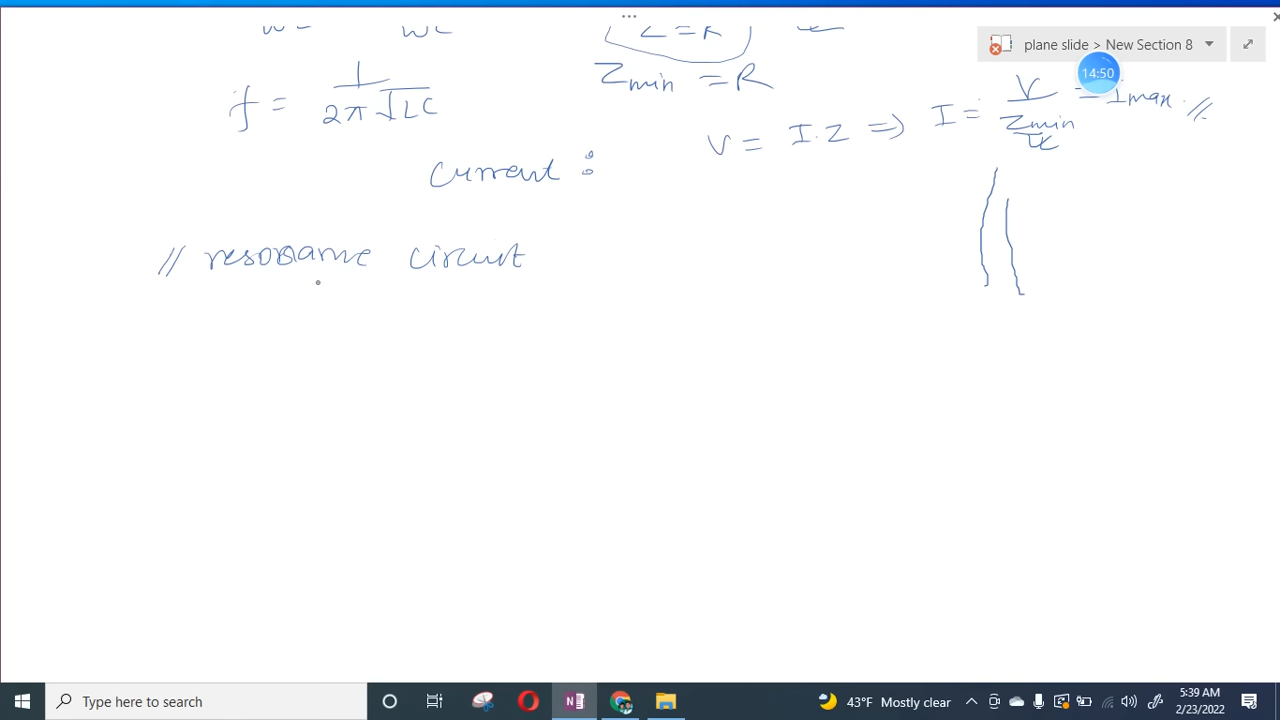 plane slide > New Section 8
14:50
Z = R
Zmin = R
f = 1 / 2π √LC
V = I.Z => I = V / Zmin = Imax //
Current :
// resonance circuit
Type here to search
43°F Mostly clear
5:39 AM
2/23/2022